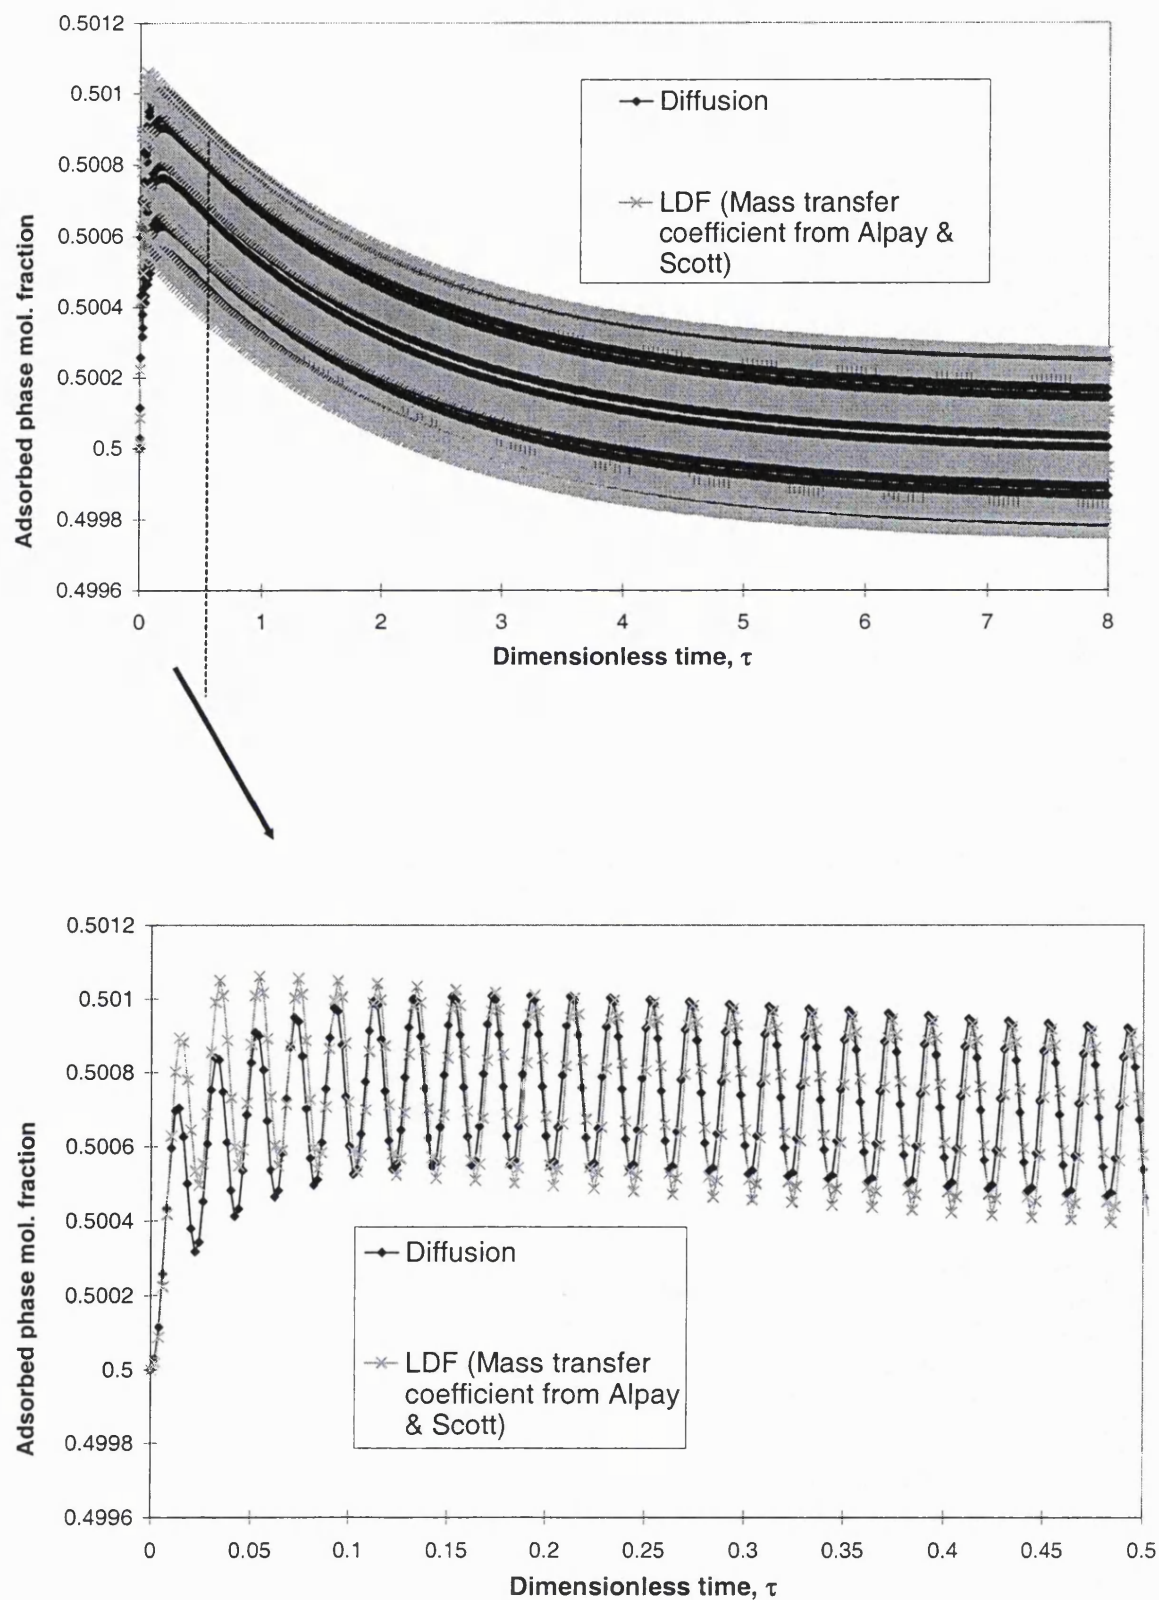 0.5012
0.501
0.5008
0.5006
0.5004
0.5002
0.5
0.4998
0.4996
Adsorbed phase mol. fraction
Diffusion
LDF (Mass transfer
coefficient from Alpay &
Scott)
0 1 2 3 4 5 6 7 8
Dimensionless time, τ
0.5012
0.501
0.5008
0.5006
0.5004
0.5002
0.5
0.4998
0.4996
Adsorbed phase mol. fraction
Diffusion
LDF (Mass transfer
coefficient from Alpay
& Scott)
0 0.05 0.1 0.15 0.2 0.25 0.3 0.35 0.4 0.45 0.5
Dimensionless time, τ